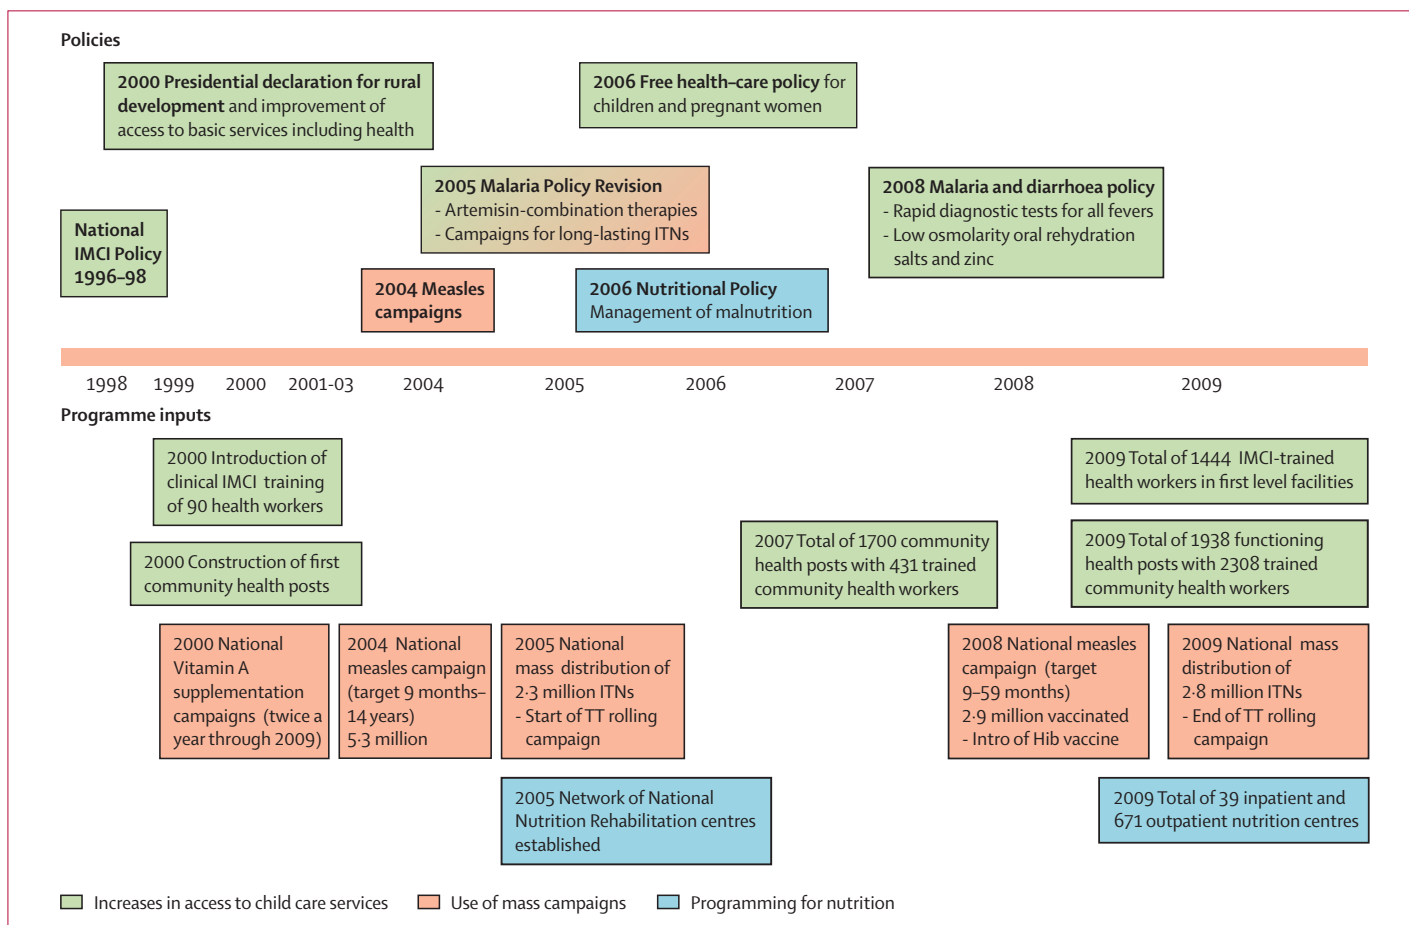 Policies
2000 Presidential declaration for rural
development and improvement of
access to basic services including health
2006 Free health–care policy for
children and pregnant women
2005 Malaria Policy Revision
- Artemisin-combination therapies
- Campaigns for long-lasting ITNs
2008 Malaria and diarrhoea policy
- Rapid diagnostic tests for all fevers
- Low osmolarity oral rehydration
salts and zinc
National
IMCI Policy
1996–98
2004 Measles
campaigns
2006 Nutritional Policy
Management of malnutrition
1998 1999 2000 2001-03 2004 2005 2006 2007 2008 2009
Programme inputs
2000 Introduction of
clinical IMCI training
of 90 health workers
2009 Total of 1444 IMCI-trained
health workers in first level facilities
2000 Construction of first
community health posts
2007 Total of 1700 community
health posts with 431 trained
community health workers
2009 Total of 1938 functioning
health posts with 2308 trained
community health workers
2000 National
Vitamin A
supplementation
campaigns (twice a
year through 2009)
2004 National
measles campaign
(target 9 months–
14 years)
5·3 million
2005 National
mass distribution of
2·3 million ITNs
- Start of TT rolling
campaign
2008 National measles
campaign (target
9–59 months)
2·9 million vaccinated
- Intro of Hib vaccine
2009 National mass
distribution of
2·8 million ITNs
- End of TT rolling
campaign
2005 Network of National
Nutrition Rehabilitation centres
established
2009 Total of 39 inpatient and
671 outpatient nutrition centres
Increases in access to child care services Use of mass campaigns Programming for nutrition